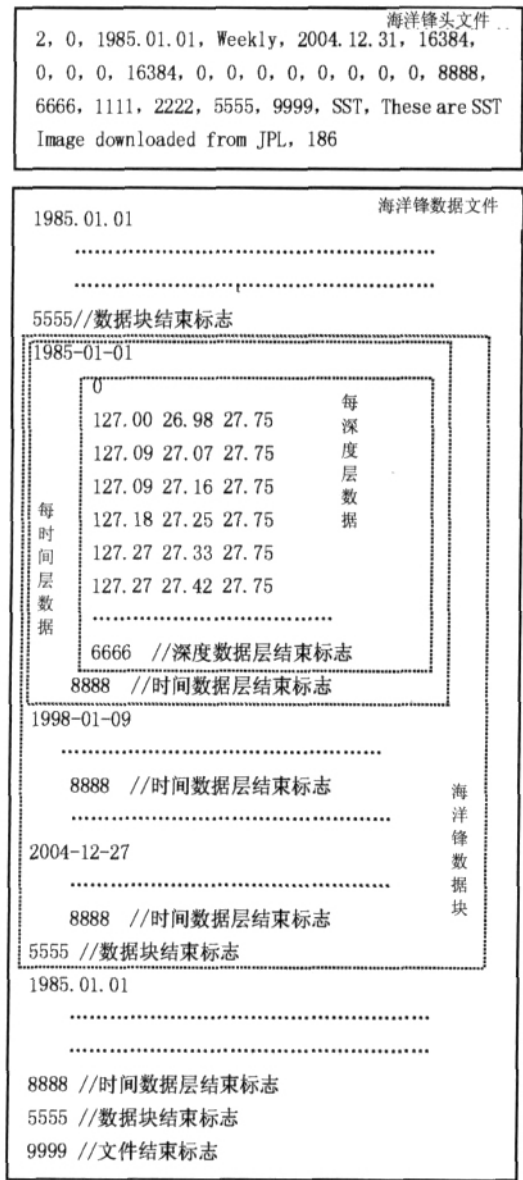 海洋锋头文件
2, 0, 1985.01.01, Weekly, 2004.12.31, 16384,
0, 0, 0, 16384, 0, 0, 0, 0, 0, 0, 0, 0, 8888,
6666, 1111, 2222, 5555, 9999, SST, These are SST
Image downloaded from JPL, 186
海洋锋数据文件
1985.01.01
................................................
................................................
5555//数据块结束标志
1985-01-01
0
每深度层数据
127.00 26.98 27.75
127.09 27.07 27.75
127.09 27.16 27.75
127.18 27.25 27.75
127.27 27.33 27.75
127.27 27.42 27.75
................................
每时间层数据
6666 //深度数据层结束标志
8888 //时间数据层结束标志
1998-01-09
................................................
8888 //时间数据层结束标志
................................................
海洋锋数据块
2004-12-27
................................................
8888 //时间数据层结束标志
5555 //数据块结束标志
1985.01.01
................................................
................................................
8888 //时间数据层结束标志
5555 //数据块结束标志
9999 //文件结束标志